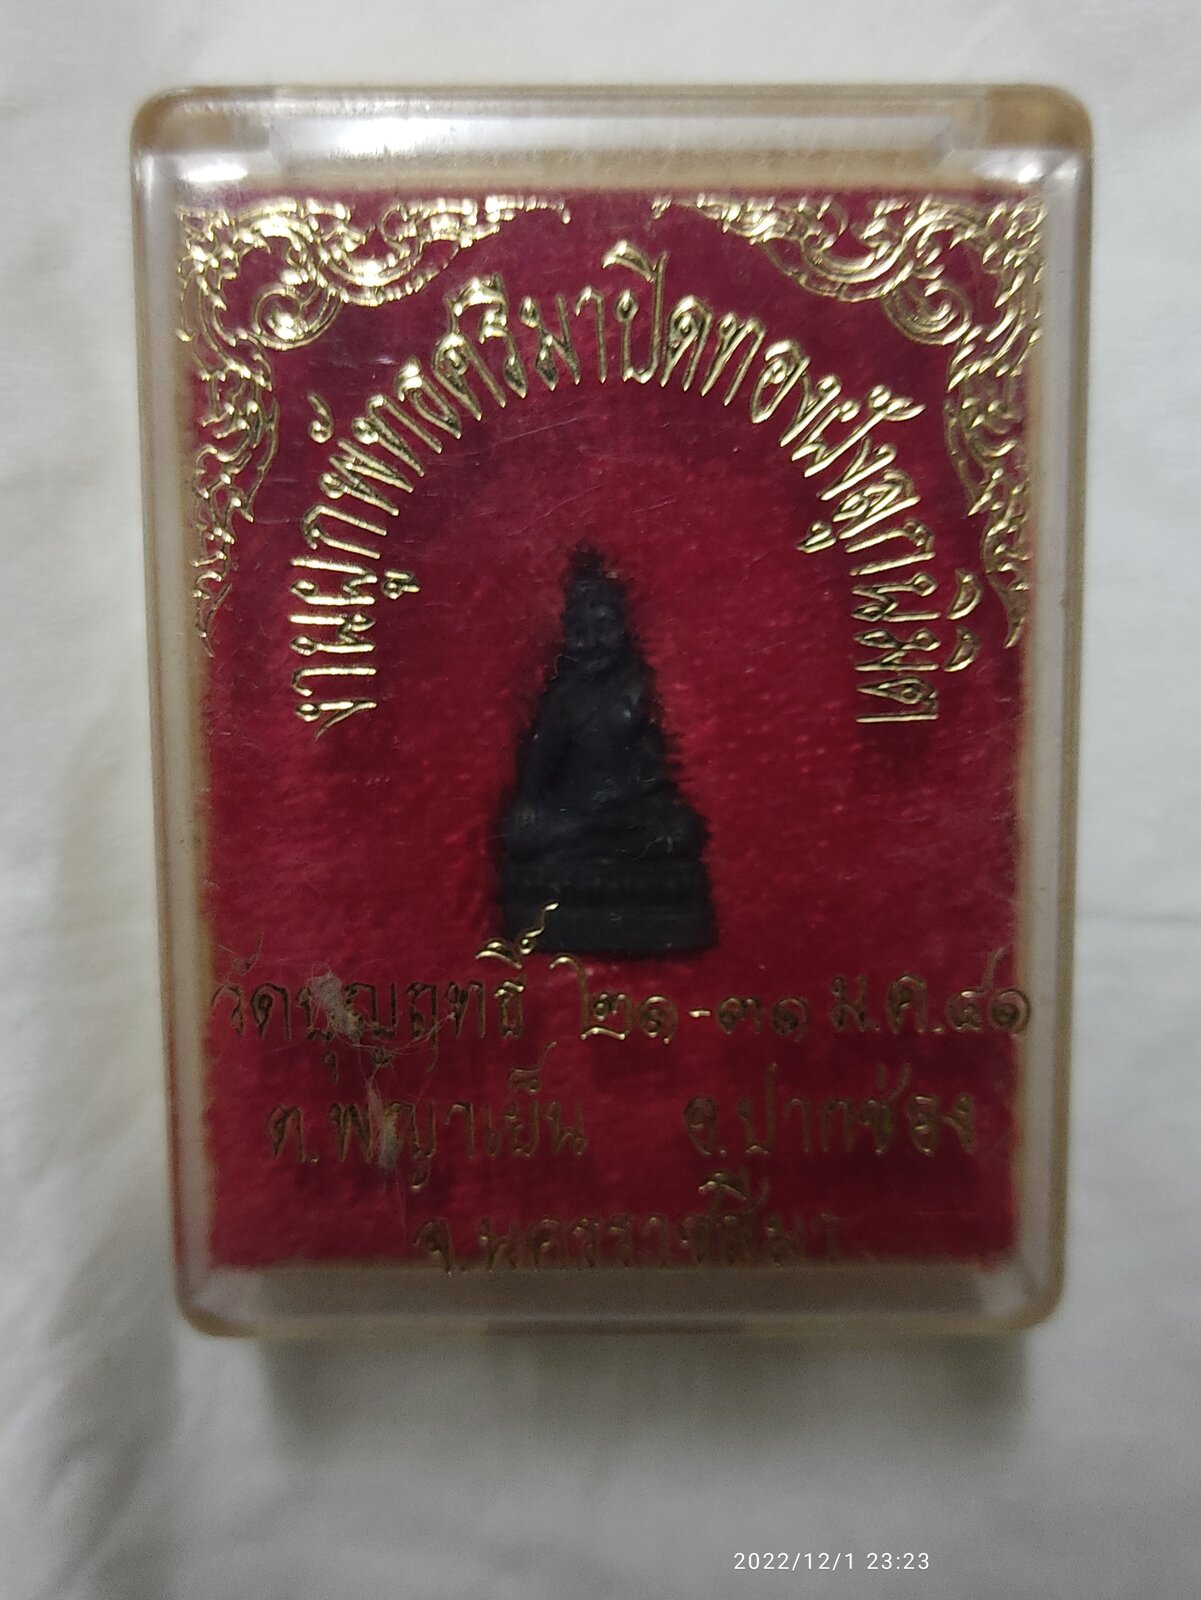 งานผูกพัทธศรีมาปิดทองฝังลูกนิมิต
วัดบุญฤทธิ์ ๒๑-๓๑ ม.ค.๔๑
ต.พญาเย็น อ.ปากช้อง
จ.นครราชสีมา
2022/12/1 23:23